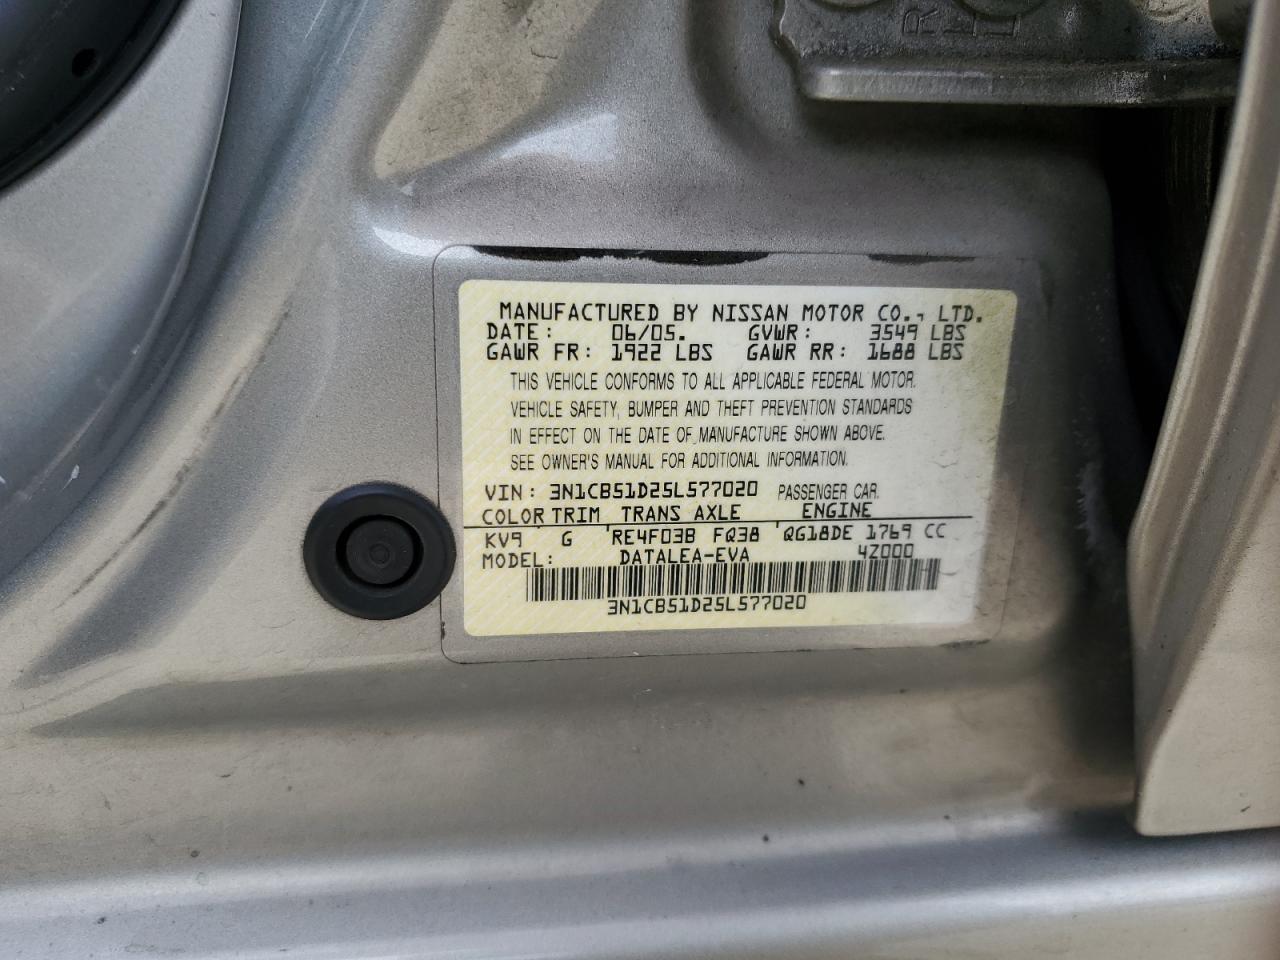 MANUFACTURED BY NISSAN MOTOR CO., LTD.
DATE: 06/05. GVWR: 3549 LBS
GAWR FR: 1922 LBS GAWR RR: 1688 LBS
THIS VEHICLE CONFORMS TO ALL APPLICABLE FEDERAL MOTOR
VEHICLE SAFETY, BUMPER AND THEFT PREVENTION STANDARDS
IN EFFECT ON THE DATE OF MANUFACTURE SHOWN ABOVE.
SEE OWNER'S MANUAL FOR ADDITIONAL INFORMATION.
VIN: 3N1CB51D25L577020 PASSENGER CAR.
COLOR TRIM TRANS AXLE ENGINE
KV9 G RE4F03B FQ38 QG18DE 1769 CC
MODEL: DATALEA-EVA 4Z000
3N1CB51D25L577020